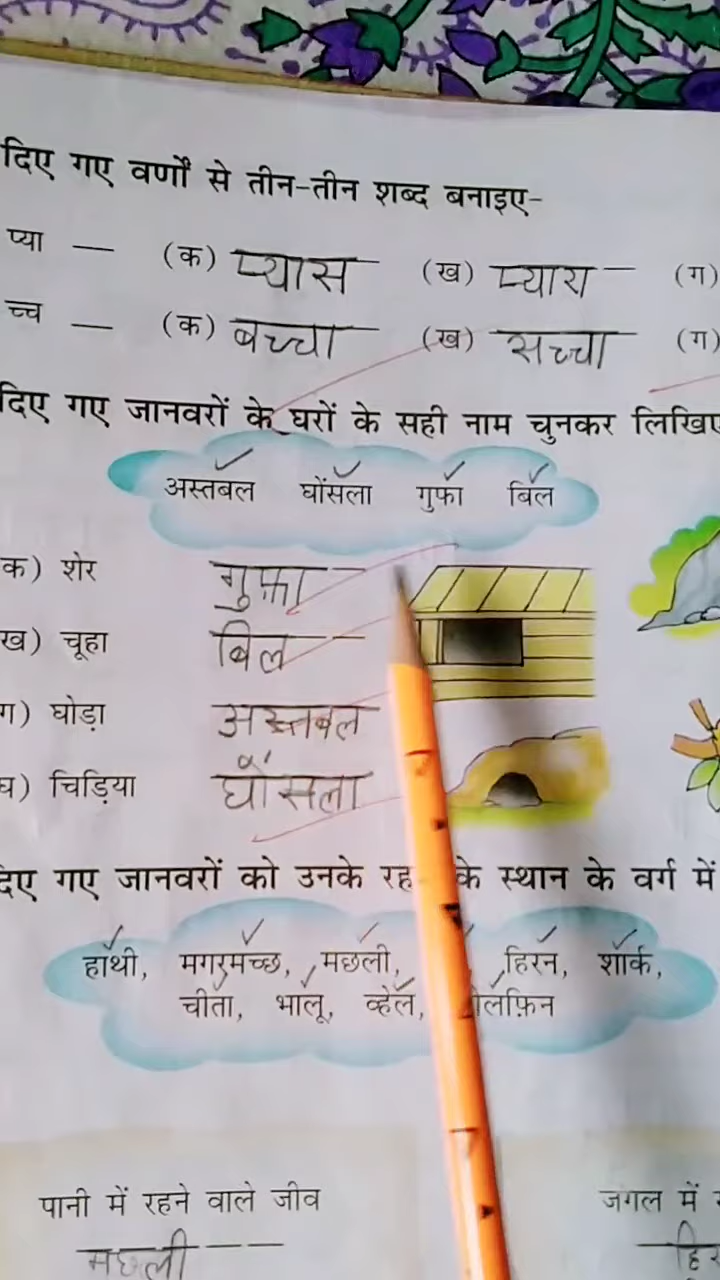 दिए गए वर्णों से तीन-तीन शब्द बनाइए-
प्या — (क) प्यास (ख) प्यारा (ग)
च्च — (क) बच्चा (ख) सच्चा (ग)
दिए गए जानवरों के घरों के सही नाम चुनकर लिखिए
अस्तबल घोंसला गुफा बिल
क) शेर गुफ़ा
ख) चूहा बिल
ग) घोड़ा अस्तबल
घ) चिड़िया घोंसला
दिए गए जानवरों को उनके रह के स्थान के वर्ग में
हाथी, मगरमच्छ, मछली, हिरन, शार्क,
चीता, भालू, व्हेल, लफ़िन
पानी में रहने वाले जीव जंगल में
मछली हि